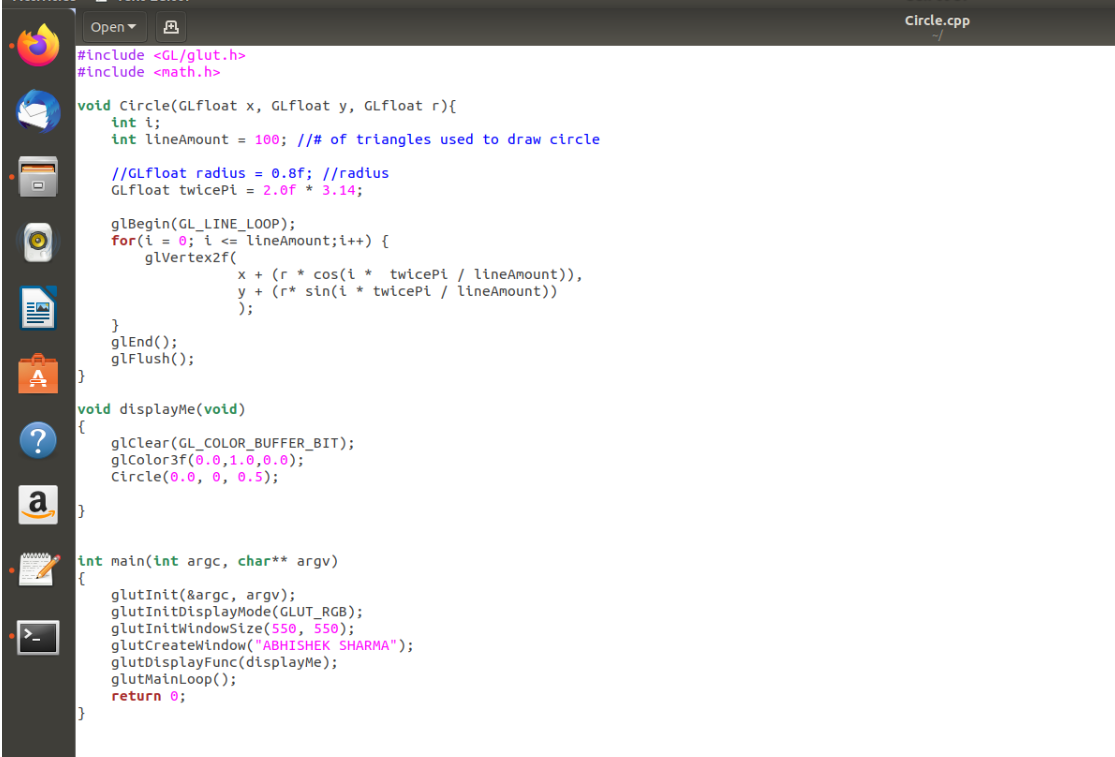 Open
Circle.cpp
~/
#include <GL/glut.h>
#include <math.h>
void Circle(GLfloat x, GLfloat y, GLfloat r){
int i;
int lineAmount = 100; //# of triangles used to draw circle
//GLfloat radius = 0.8f; //radius
GLfloat twicePi = 2.0f * 3.14;
glBegin(GL_LINE_LOOP);
for(i = 0; i <= lineAmount;i++) {
glVertex2f(
x + (r * cos(i *  twicePi / lineAmount)),
y + (r* sin(i * twicePi / lineAmount))
);
}
glEnd();
glFlush();
}
void displayMe(void)
{
glClear(GL_COLOR_BUFFER_BIT);
glColor3f(0.0,1.0,0.0);
Circle(0.0, 0, 0.5);
}
int main(int argc, char** argv)
{
glutInit(&argc, argv);
glutInitDisplayMode(GLUT_RGB);
glutInitWindowSize(550, 550);
glutCreateWindow("ABHISHEK SHARMA");
glutDisplayFunc(displayMe);
glutMainLoop();
return 0;
}